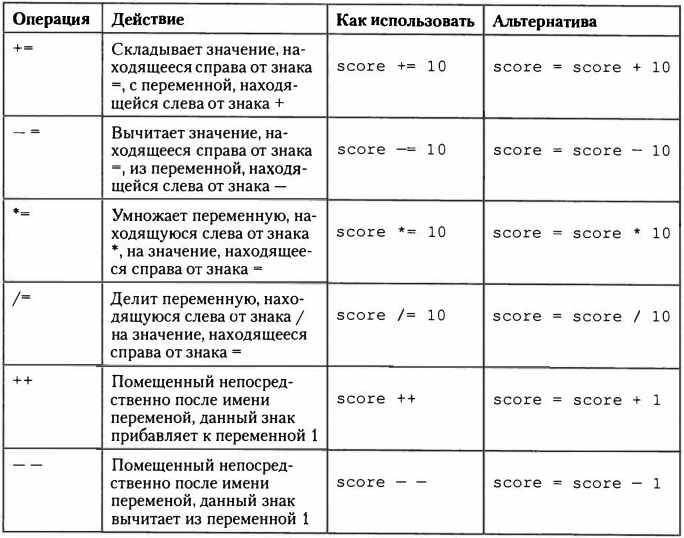 Операция Действие Как использовать Альтернатива
+= Складывает значение, на-
ходящееся справа от знака
=, с переменной, находя-
щейся слева от знака +
score += 10 score = score + 10
— = Вычитает значение, на-
ходящееся справа от знака
=, из переменной, находя-
щейся слева от знака —
score —= 10 score = score — 10
*= Умножает переменную, на-
ходящуюся слева от знака
*, на значение, находящее-
ся справа от знака =
score *= 10 score = score * 10
/= Делит переменную, нахо-
дящуюся слева от знака /
на значение, находящееся
справа от знака =
score /= 10 score = score / 10
++ Помещенный непосред-
ственно после имени
переменой, данный знак
прибавляет к переменной 1
score ++ score = score + 1
— — Помещенный непосред-
ственно после имени
переменой, данный знак
вычитает из переменной 1
score — — score = score — 1